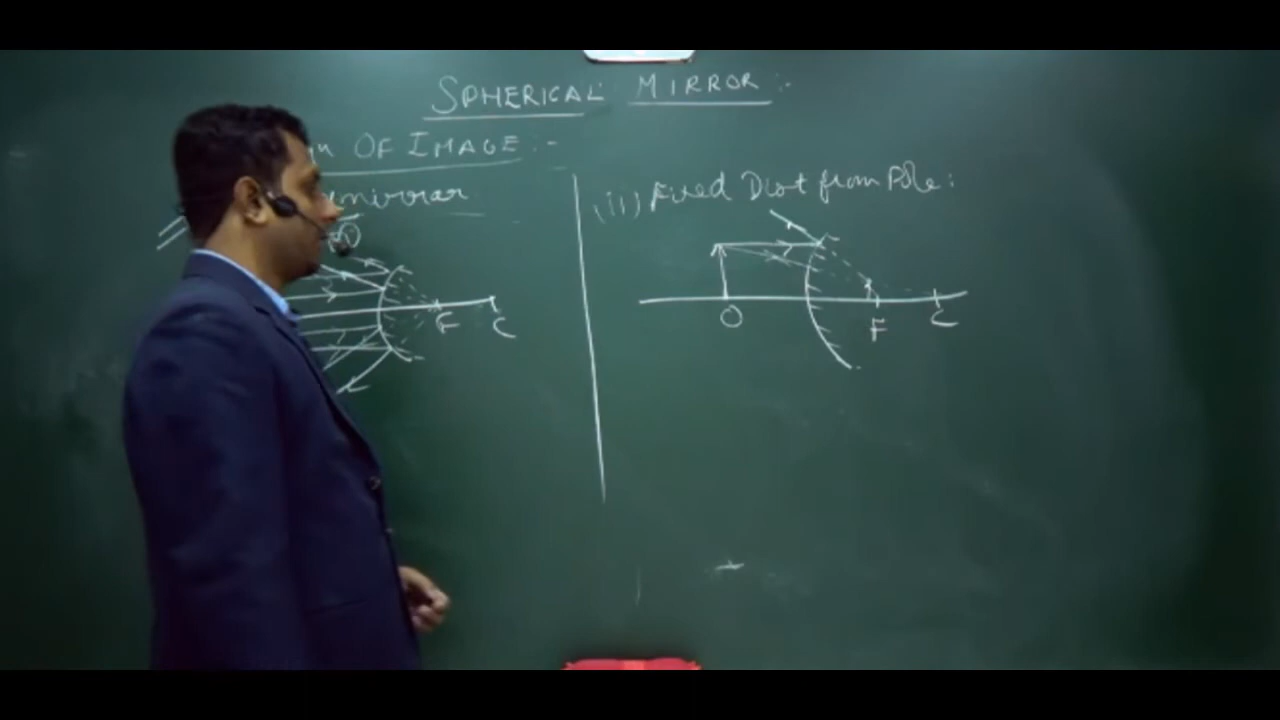 SPHERICAL MIRROR :-
OF IMAGE :-
mirror
F
C
(ii) Fixed Dist from Pole :
O
F
C